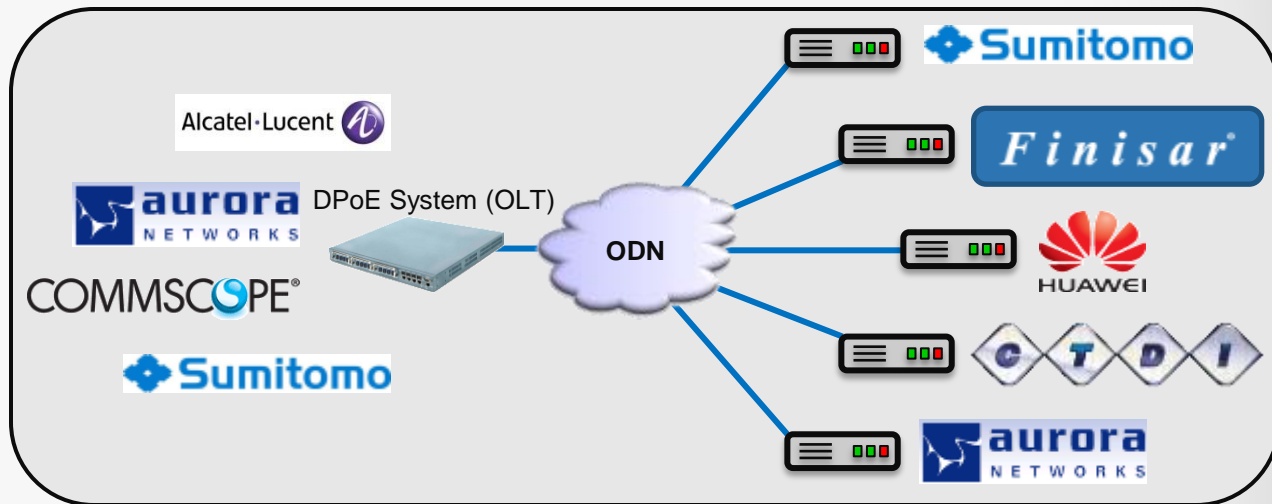 Alcatel·Lucent
aurora
NETWORKS
COMMSCOPE®
Sumitomo
DPoE System (OLT)
ODN
Sumitomo
Finisar®
HUAWEI
C T D I
aurora
NETWORKS